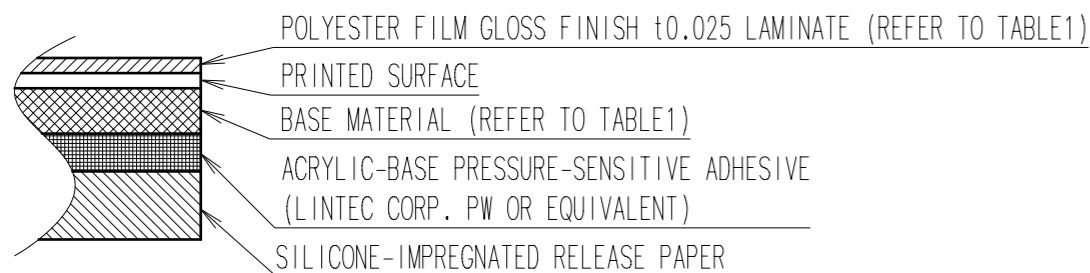 POLYESTER FILM GLOSS FINISH t0.025 LAMINATE (REFER TO TABLE1)
PRINTED SURFACE
BASE MATERIAL (REFER TO TABLE1)
ACRYLIC-BASE PRESSURE-SENSITIVE ADHESIVE
(LINTEC CORP. PW OR EQUIVALENT)
SILICONE-IMPREGNATED RELEASE PAPER